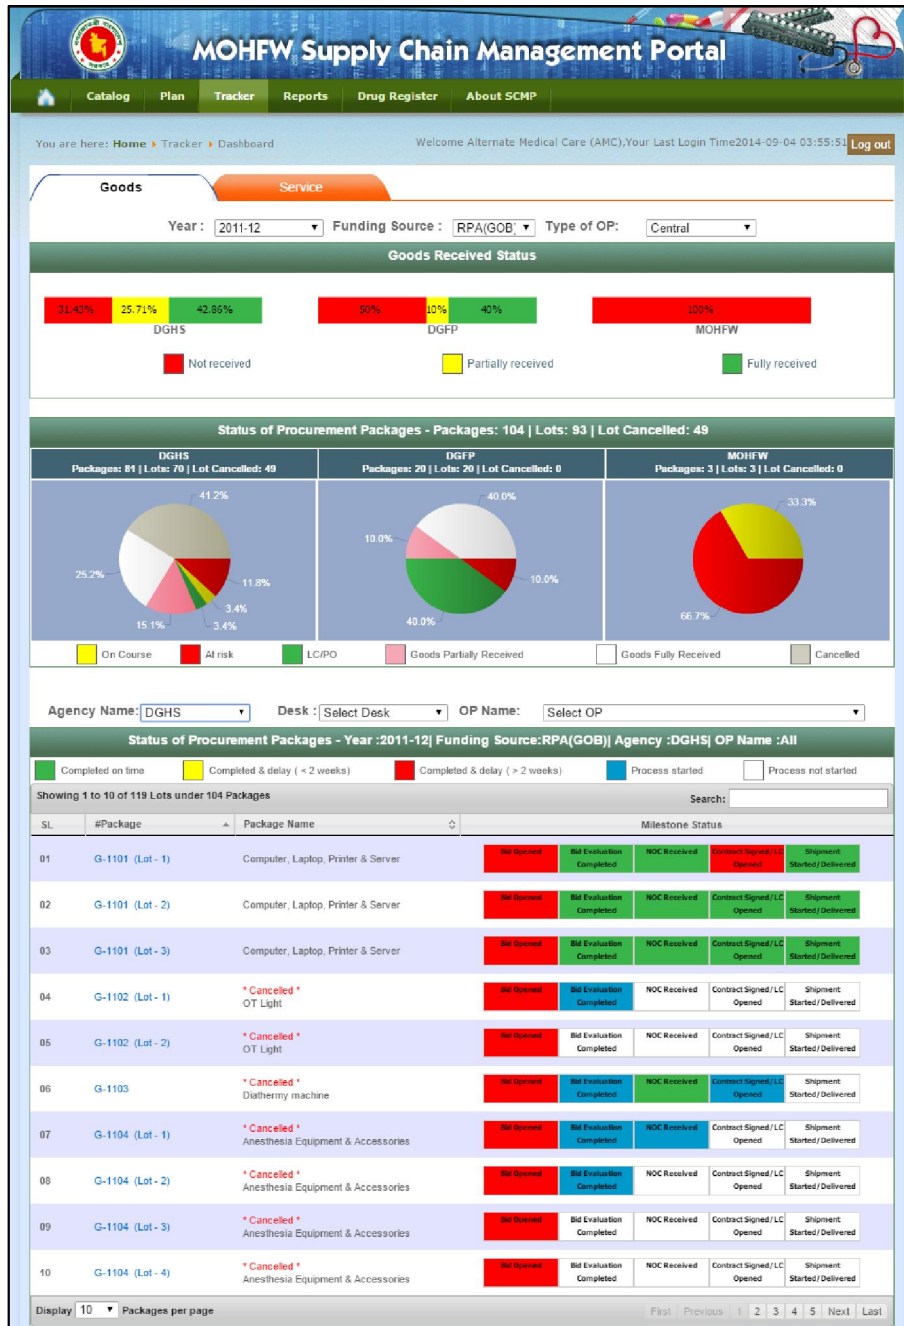 MOHFW Supply Chain Management Portal
Catalog Plan Tracker Reports Drug Register About SCMP
You are here: Home Tracker Dashboard Welcome Alternate Medical Care (AMC),Your Last Login Time2014-09-04 03:55:51 Log out
Goods Service
Year : 2011-12 Funding Source : RPA(GOB) Type of OP: Central
Goods Received Status
31.43% 25.71% 42.86% 50% 10% 40% 100%
DGHS DGFP MOHFW
Not received Partially received Fully received
Status of Procurement Packages - Packages: 104 | Lots: 93 | Lot Cancelled: 49
DGHS DGFP MOHFW
Packages: 81 | Lots: 70 | Lot Cancelled: 49 Packages: 20 | Lots: 20 | Lot Cancelled: 0 Packages: 3 | Lots: 3 | Lot Cancelled: 0
41.2% 25.2% 15.1% 3.4% 3.4% 11.8%
40.0% 10.0% 40.0% 10.0%
33.3% 66.7%
On Course At risk LC/PO Goods Partially Received Goods Fully Received Cancelled
Agency Name: DGHS Desk : Select Desk OP Name: Select OP
Status of Procurement Packages - Year :2011-12| Funding Source:RPA(GOB)| Agency :DGHS| OP Name :All
Completed on time Completed & delay ( < 2 weeks) Completed & delay ( > 2 weeks) Process started Process not started
Showing 1 to 10 of 119 Lots under 104 Packages Search:
SL #Package Package Name Milestone Status
01 G-1101 (Lot - 1) Computer, Laptop, Printer & Server Bid Opened Bid Evaluation Completed NOC Received Contract Signed/LC Opened Shipment Started/Delivered
02 G-1101 (Lot - 2) Computer, Laptop, Printer & Server Bid Opened Bid Evaluation Completed NOC Received Contract Signed/LC Opened Shipment Started/Delivered
03 G-1101 (Lot - 3) Computer, Laptop, Printer & Server Bid Opened Bid Evaluation Completed NOC Received Contract Signed/LC Opened Shipment Started/Delivered
04 G-1102 (Lot - 1) * Cancelled * OT Light Bid Opened Bid Evaluation Completed NOC Received Contract Signed/LC Opened Shipment Started/Delivered
05 G-1102 (Lot - 2) * Cancelled * OT Light Bid Opened Bid Evaluation Completed NOC Received Contract Signed/LC Opened Shipment Started/Delivered
06 G-1103 * Cancelled * Diathermy machine Bid Opened Bid Evaluation Completed NOC Received Contract Signed/LC Opened Shipment Started/Delivered
07 G-1104 (Lot - 1) * Cancelled * Anesthesia Equipment & Accessories Bid Opened Bid Evaluation Completed NOC Received Contract Signed/LC Opened Shipment Started/Delivered
08 G-1104 (Lot - 2) * Cancelled * Anesthesia Equipment & Accessories Bid Opened Bid Evaluation Completed NOC Received Contract Signed/LC Opened Shipment Started/Delivered
09 G-1104 (Lot - 3) * Cancelled * Anesthesia Equipment & Accessories Bid Opened Bid Evaluation Completed NOC Received Contract Signed/LC Opened Shipment Started/Delivered
10 G-1104 (Lot - 4) * Cancelled * Anesthesia Equipment & Accessories Bid Opened Bid Evaluation Completed NOC Received Contract Signed/LC Opened Shipment Started/Delivered
Display 10 Packages per page First Previous 1 2 3 4 5 Next Last